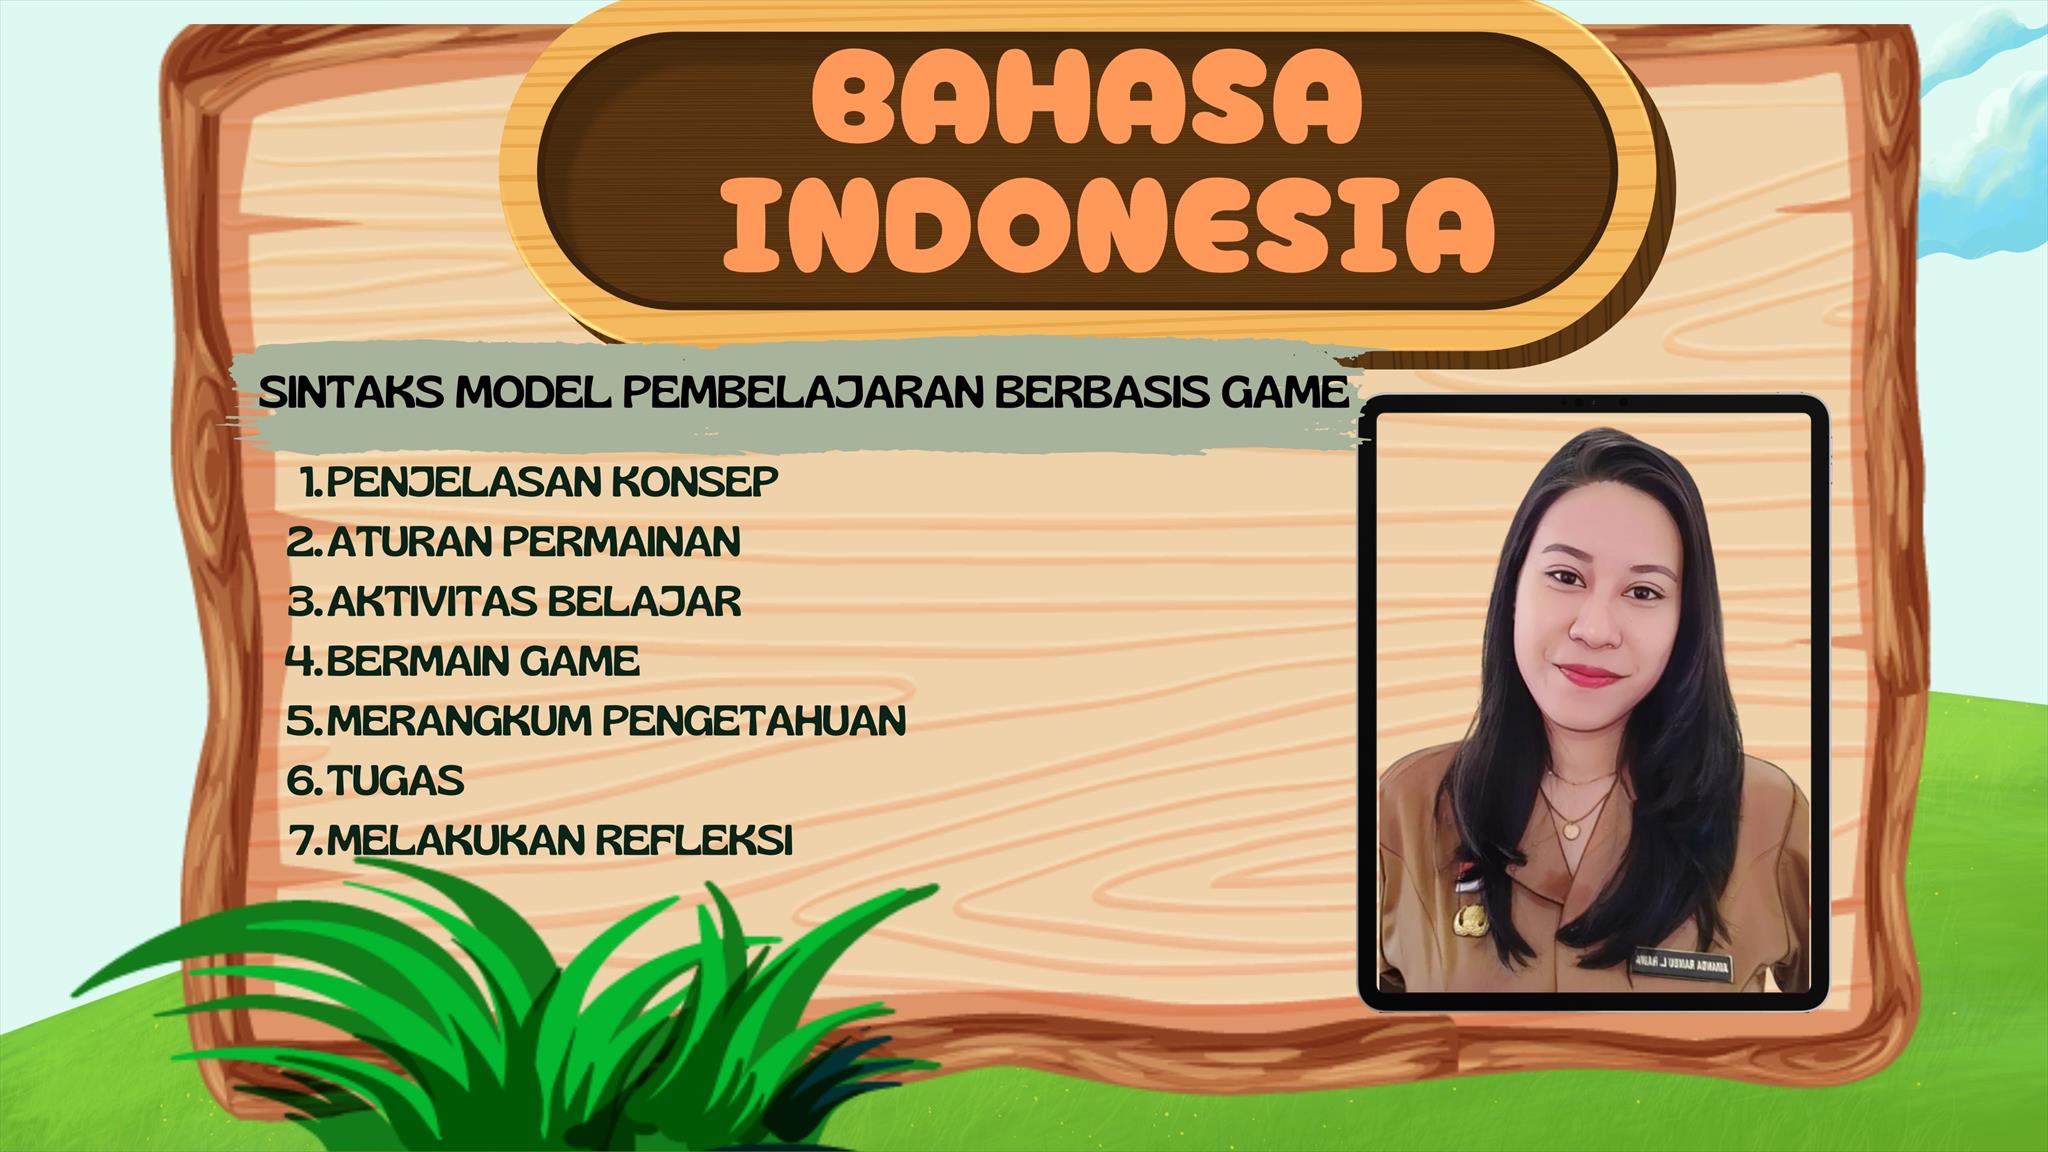 BAHASA
INDONESIA
SINTAKS MODEL PEMBELAJARAN BERBASIS GAME
1. PENJELASAN KONSEP
2. ATURAN PERMAINAN
3. AKTIVITAS BELAJAR
4. BERMAIN GAME
5. MERANGKUM PENGETAHUAN
6. TUGAS
7. MELAKUKAN REFLEKSI